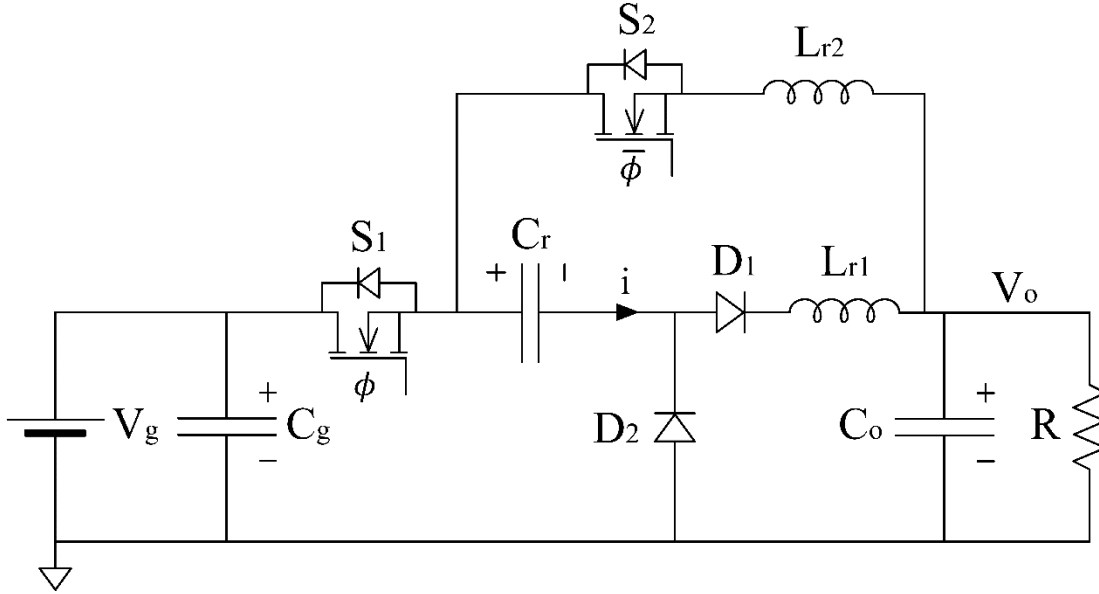 S2
Lr2
ϕ̅
S1
Cr
+ -
i
D1
Lr1
Vo
ϕ
Vg
+
Cg
−
D2
Co
+
−
R